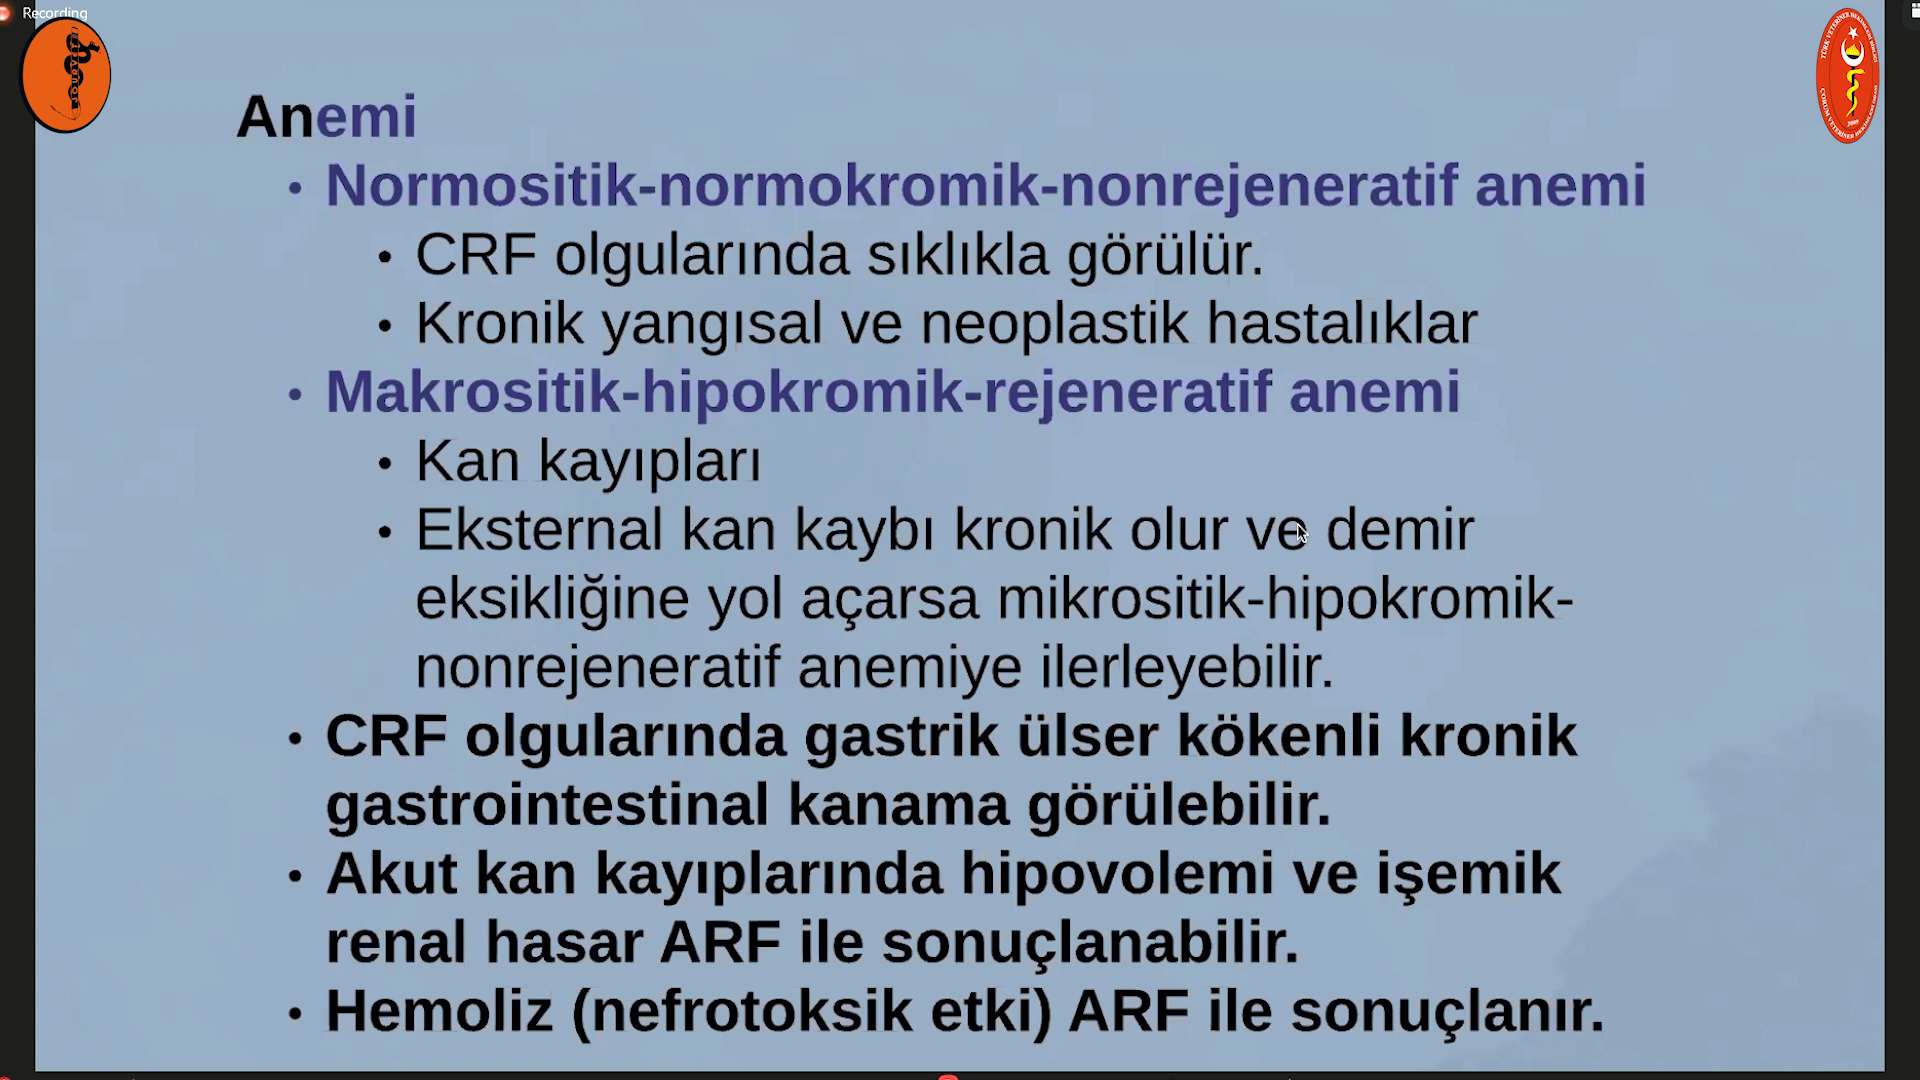 Recording
Anemi
• Normositik-normokromik-nonrejeneratif anemi
• CRF olgularında sıklıkla görülür.
• Kronik yangısal ve neoplastik hastalıklar
• Makrositik-hipokromik-rejeneratif anemi
• Kan kayıpları
• Eksternal kan kaybı kronik olur ve demir
eksikliğine yol açarsa mikrositik-hipokromik-
nonrejeneratif anemiye ilerleyebilir.
• CRF olgularında gastrik ülser kökenli kronik
gastrointestinal kanama görülebilir.
• Akut kan kayıplarında hipovolemi ve işemik
renal hasar ARF ile sonuçlanabilir.
• Hemoliz (nefrotoksik etki) ARF ile sonuçlanır.